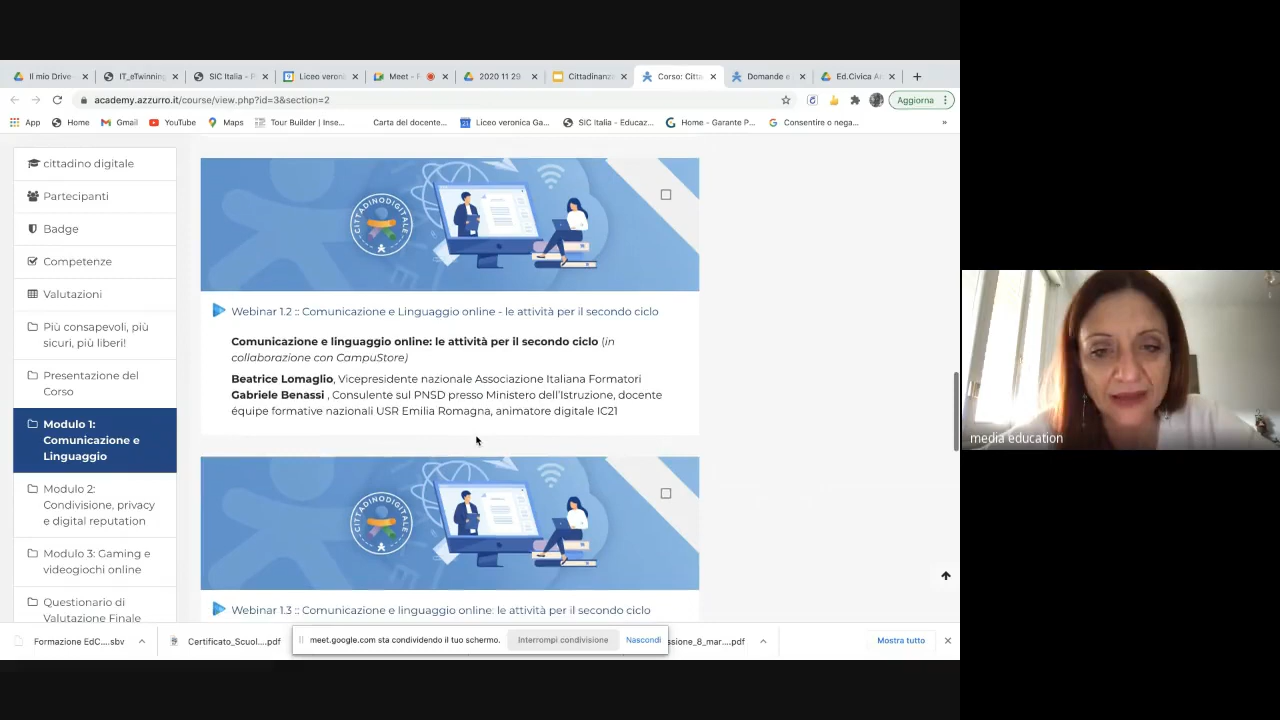 Il mio Drive
IT_eTwinning
SIC Italia - P
Liceo veroni
Meet - F
2020 11 29
Cittadinanz
Corso: Citta
Domande e
Ed.Civica A
academy.azzurro.it/course/view.php?id=3&section=2
Aggiorna
App
Home
Gmail
YouTube
Maps
Tour Builder | Inse...
Carta del docente...
Liceo veronica Ga...
SIC Italia - Educaz...
Home - Garante P...
Consentire o nega...
»
cittadino digitale
Partecipanti
Badge
Competenze
Valutazioni
Più consapevoli, più
sicuri, più liberi!
Presentazione del
Corso
Modulo 1:
Comunicazione e
Linguaggio
Modulo 2:
Condivisione, privacy
e digital reputation
Modulo 3: Gaming e
videogiochi online
Questionario di
Valutazione Finale
CITTADINODIGITALE
Webinar 1.2 :: Comunicazione e Linguaggio online - le attività per il secondo ciclo
Comunicazione e linguaggio online: le attività per il secondo ciclo (in
collaborazione con CampuStore)
Beatrice Lomaglio, Vicepresidente nazionale Associazione Italiana Formatori
Gabriele Benassi , Consulente sul PNSD presso Ministero dell'Istruzione, docente
équipe formative nazionali USR Emilia Romagna, animatore digitale IC21
CITTADINODIGITALE
Webinar 1.3 :: Comunicazione e linguaggio online: le attività per il secondo ciclo
media education
Formazione EdC....sbv
Certificato_Scuol....pdf
meet.google.com sta condividendo il tuo schermo.
Interrompi condivisione
Nascondi
ssione_8_mar....pdf
Mostra tutto